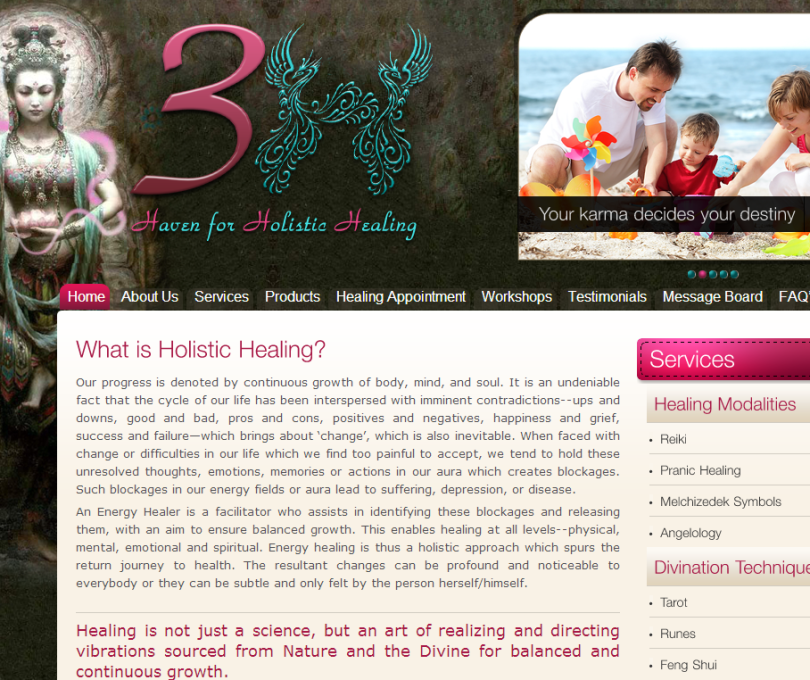 3
Haven for Holistic Healing
Your karma decides your destiny
Home About Us Services Products Healing Appointment Workshops Testimonials Message Board FAQ'
What is Holistic Healing?
Our progress is denoted by continuous growth of body, mind, and soul. It is an undeniable
fact that the cycle of our life has been interspersed with imminent contradictions--ups and
downs, good and bad, pros and cons, positives and negatives, happiness and grief,
success and failure—which brings about ‘change’, which is also inevitable. When faced with
change or difficulties in our life which we find too painful to accept, we tend to hold these
unresolved thoughts, emotions, memories or actions in our aura which creates blockages.
Such blockages in our energy fields or aura lead to suffering, depression, or disease.
An Energy Healer is a facilitator who assists in identifying these blockages and releasing
them, with an aim to ensure balanced growth. This enables healing at all levels--physical,
mental, emotional and spiritual. Energy healing is thus a holistic approach which spurs the
return journey to health. The resultant changes can be profound and noticeable to
everybody or they can be subtle and only felt by the person herself/himself.
Healing is not just a science, but an art of realizing and directing
vibrations sourced from Nature and the Divine for balanced and
continuous growth.
Services
Healing Modalities
• Reiki
• Pranic Healing
• Melchizedek Symbols
• Angelology
Divination Technique
• Tarot
• Runes
• Feng Shui